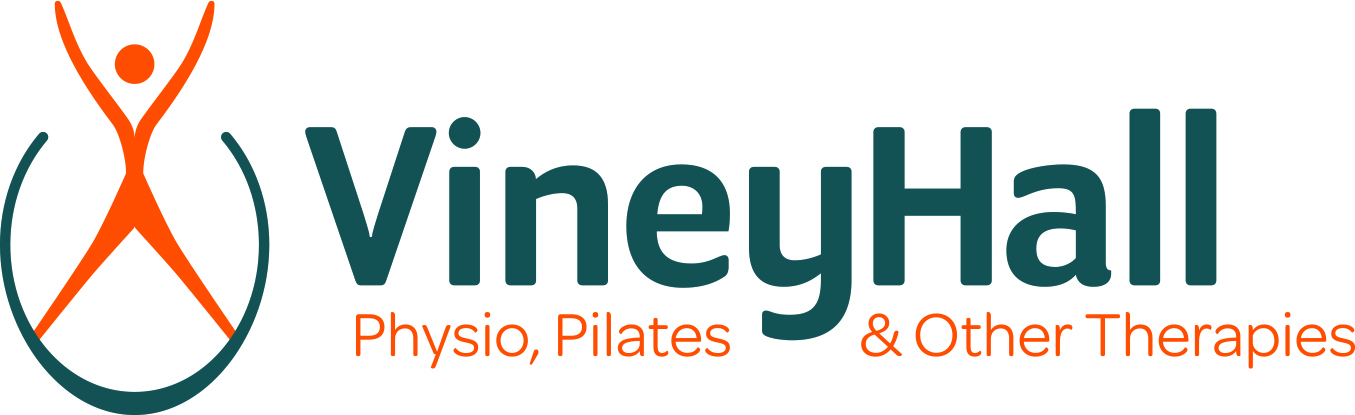 VineyHall
Physio, Pilates & Other Therapies